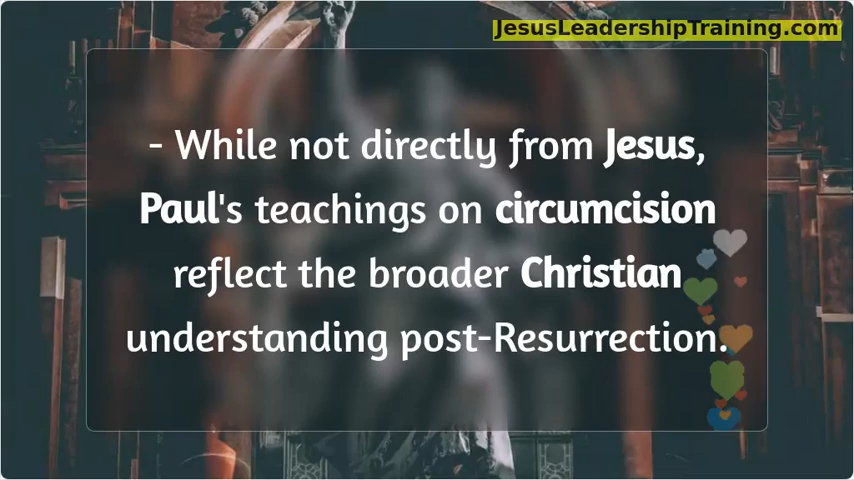 JesusLeadershipTraining.com
- While not directly from Jesus,
Paul's teachings on circumcision
reflect the broader Christian
understanding post-Resurrection.